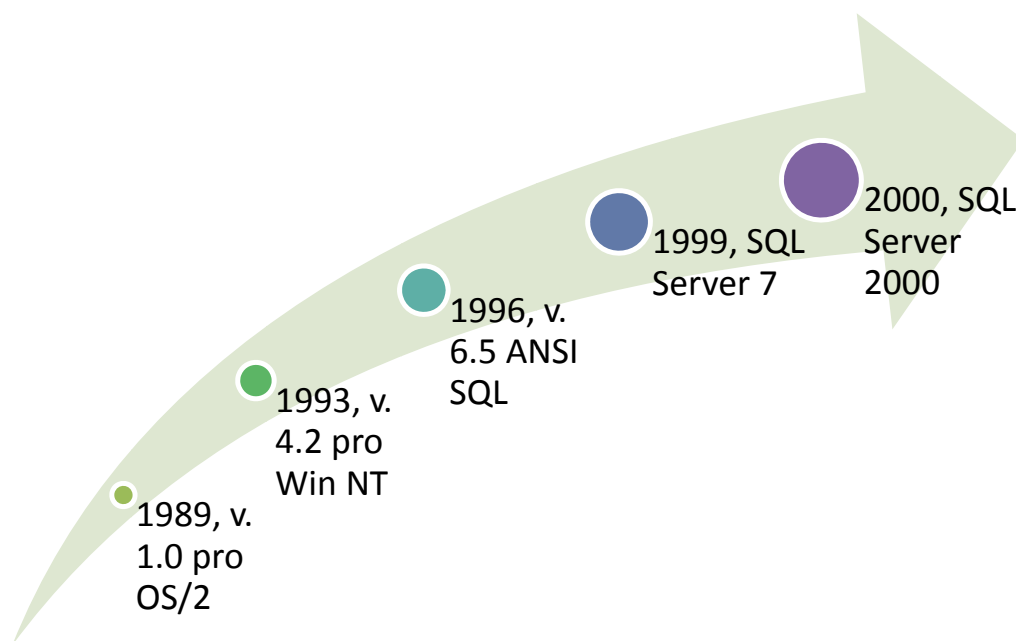 1989, v.
1.0 pro
OS/2
1993, v.
4.2 pro
Win NT
1996, v.
6.5 ANSI
SQL
1999, SQL
Server 7
2000, SQL
Server
2000